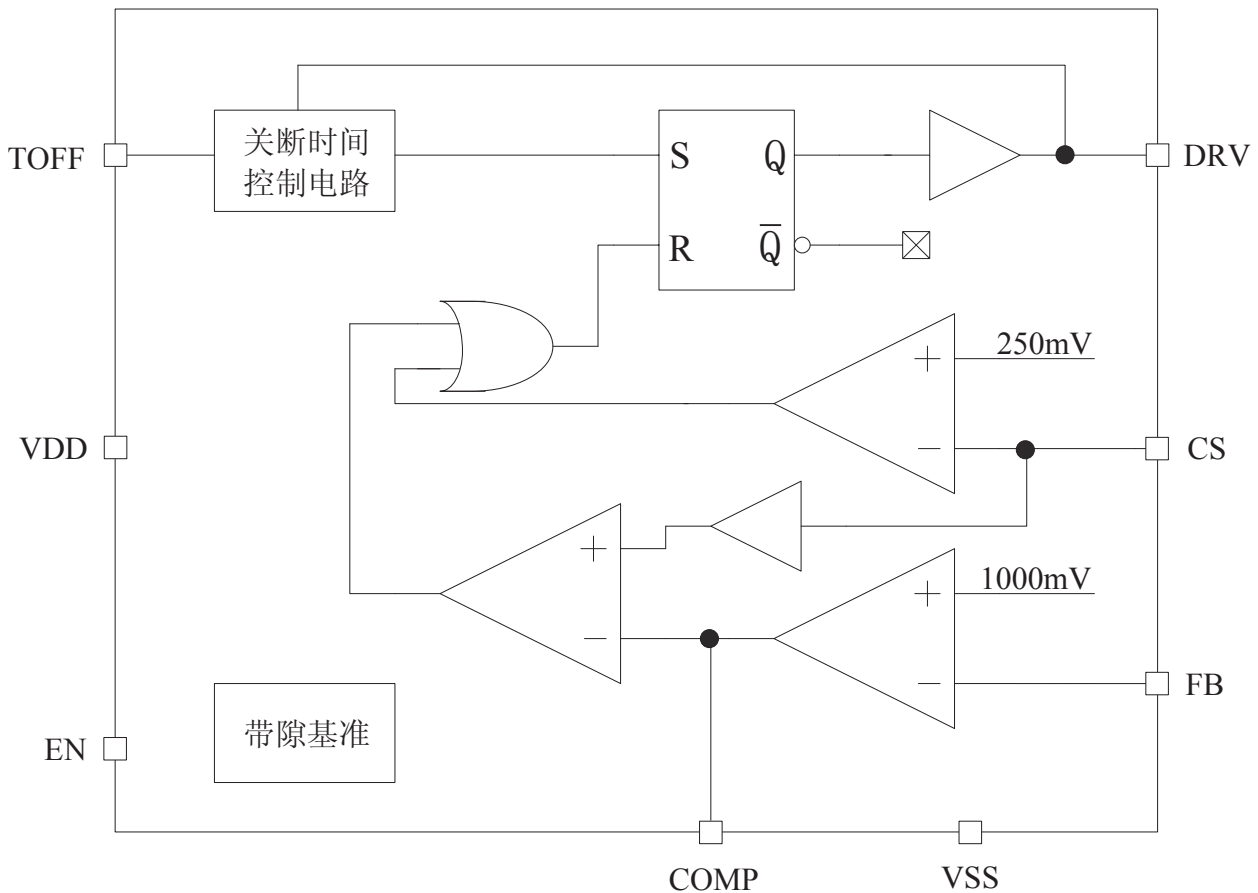 关断时间
控制电路
TOFF
S
Q
DRV
R
Q̅
250mV
+
−
VDD
CS
+
−
1000mV
+
−
FB
带隙基准
EN
COMP
VSS